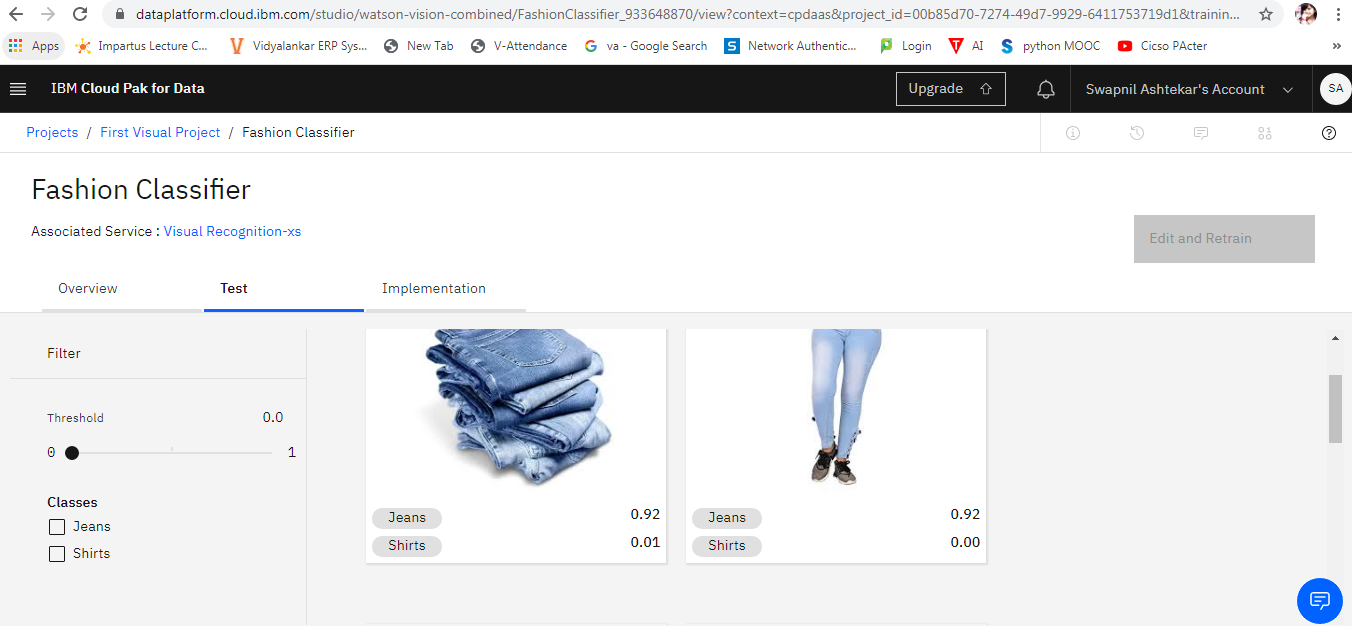 dataplatform.cloud.ibm.com/studio/watson-vision-combined/FashionClassifier_933648870/view?context=cpdaas&project_id=00b85d70-7274-49d7-9929-6411753719d1&trainin...
Apps Impartus Lecture C... Vidyalankar ERP Sys... New Tab V-Attendance va - Google Search Network Authentic... Login AI python MOOC Cicso PActer »
IBM Cloud Pak for Data Upgrade Swapnil Ashtekar's Account SA
Projects / First Visual Project / Fashion Classifier
Fashion Classifier
Associated Service : Visual Recognition-xs
Edit and Retrain
Overview Test Implementation
Filter
Threshold 0.0
0 1
Classes
Jeans
Shirts
Jeans 0.92
Shirts 0.01
Jeans 0.92
Shirts 0.00